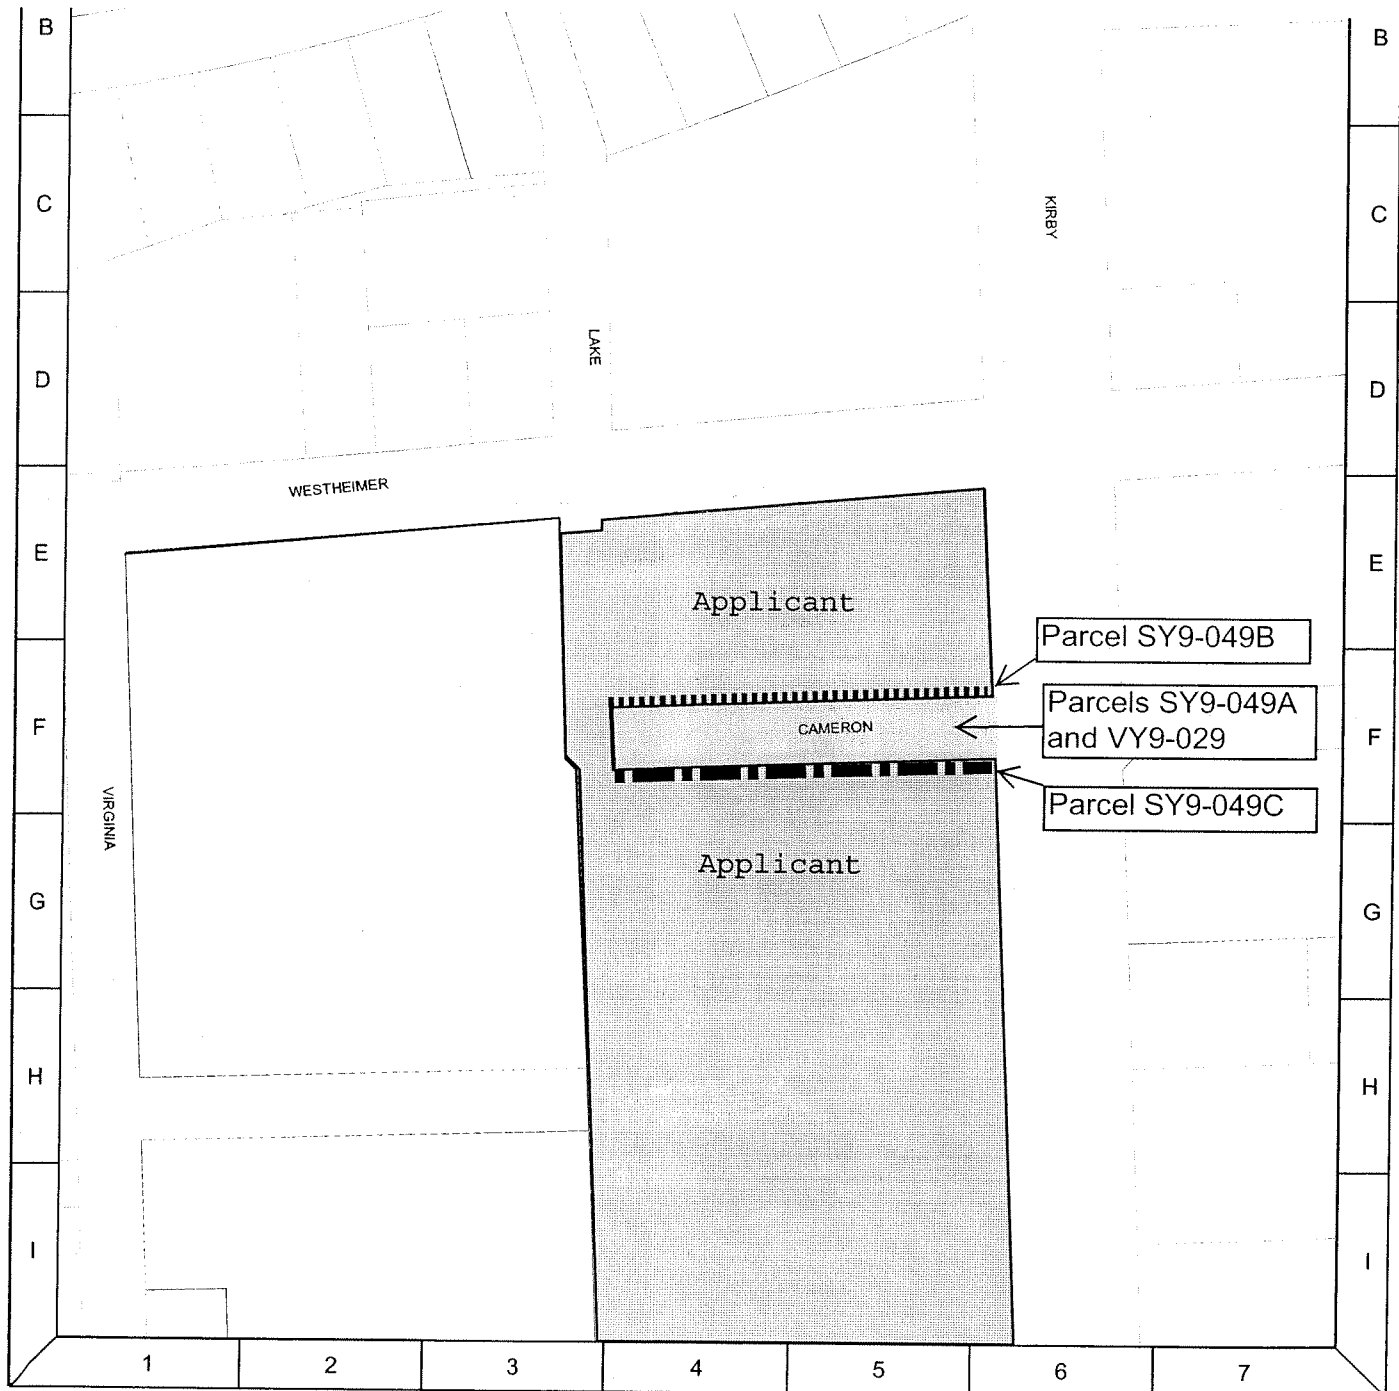 B
B
C
KIRBY
C
LAKE
D
D
WESTHEIMER
E
E
Applicant
Parcel SY9-049B
Parcels SY9-049A
and VY9-029
CAMERON
F
F
Parcel SY9-049C
VIRGINIA
Applicant
G
G
H
H
I
I
1
2
3
4
5
6
7